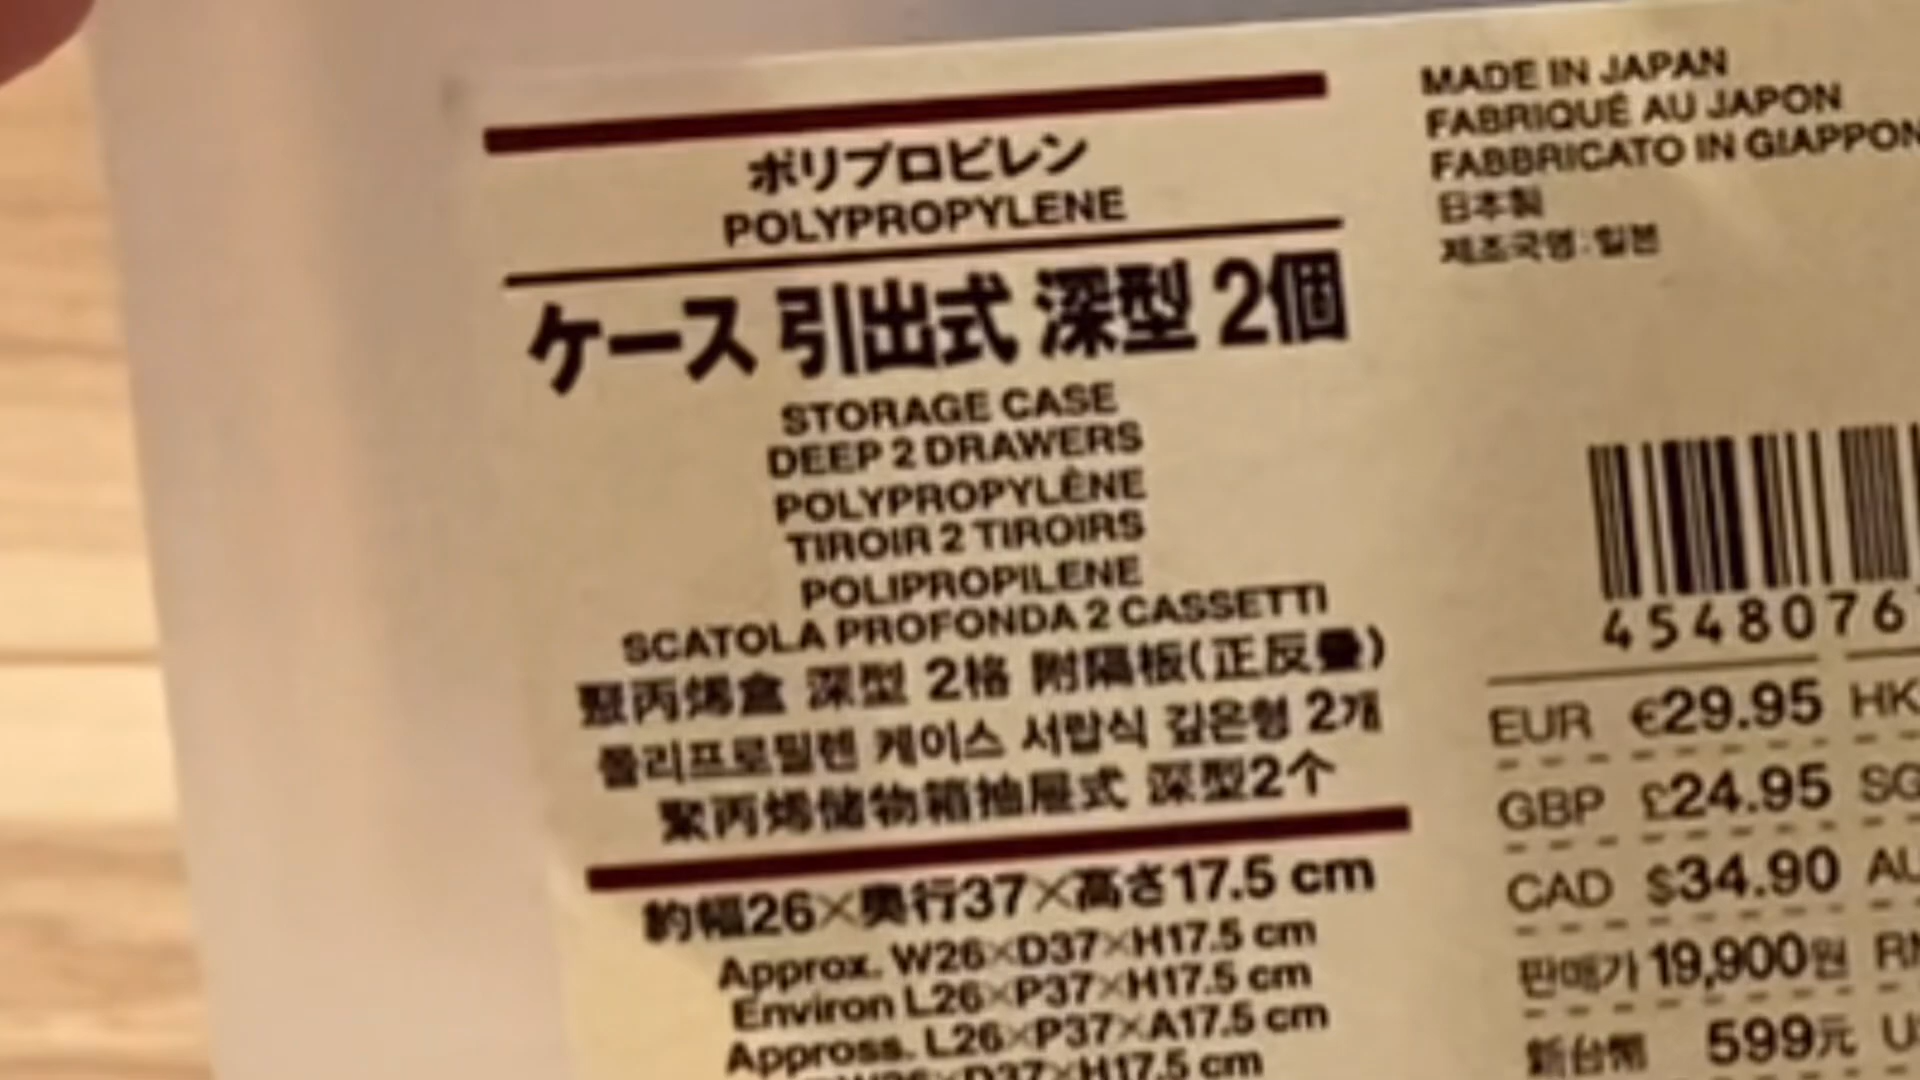 ポリプロピレン
POLYPROPYLENE
ケース 引出式 深型 2個
STORAGE CASE
DEEP 2 DRAWERS
POLYPROPYLÈNE
TIROIR 2 TIROIRS
POLIPROPILENE
SCATOLA PROFONDA 2 CASSETTI
聚丙烯盒 深型 2格 附隔板(正反疊)
폴리프로필렌 케이스 서랍식 깊은형 2개
聚丙烯储物箱抽屉式 深型2个
約幅26×奥行37×高さ17.5 cm
Approx. W26×D37×H17.5 cm
Environ L26×P37×H17.5 cm
Appross. L26×P37×A17.5 cm
W26×D37×H17.5 cm
MADE IN JAPAN
FABRIQUÉ AU JAPON
FABBRICATO IN GIAPPON
日本製
제조국명:일본
4548076
EUR €29.95 HK
GBP £24.95 SG
CAD $34.90 AU
판매가 19,900원
新台幣 599元